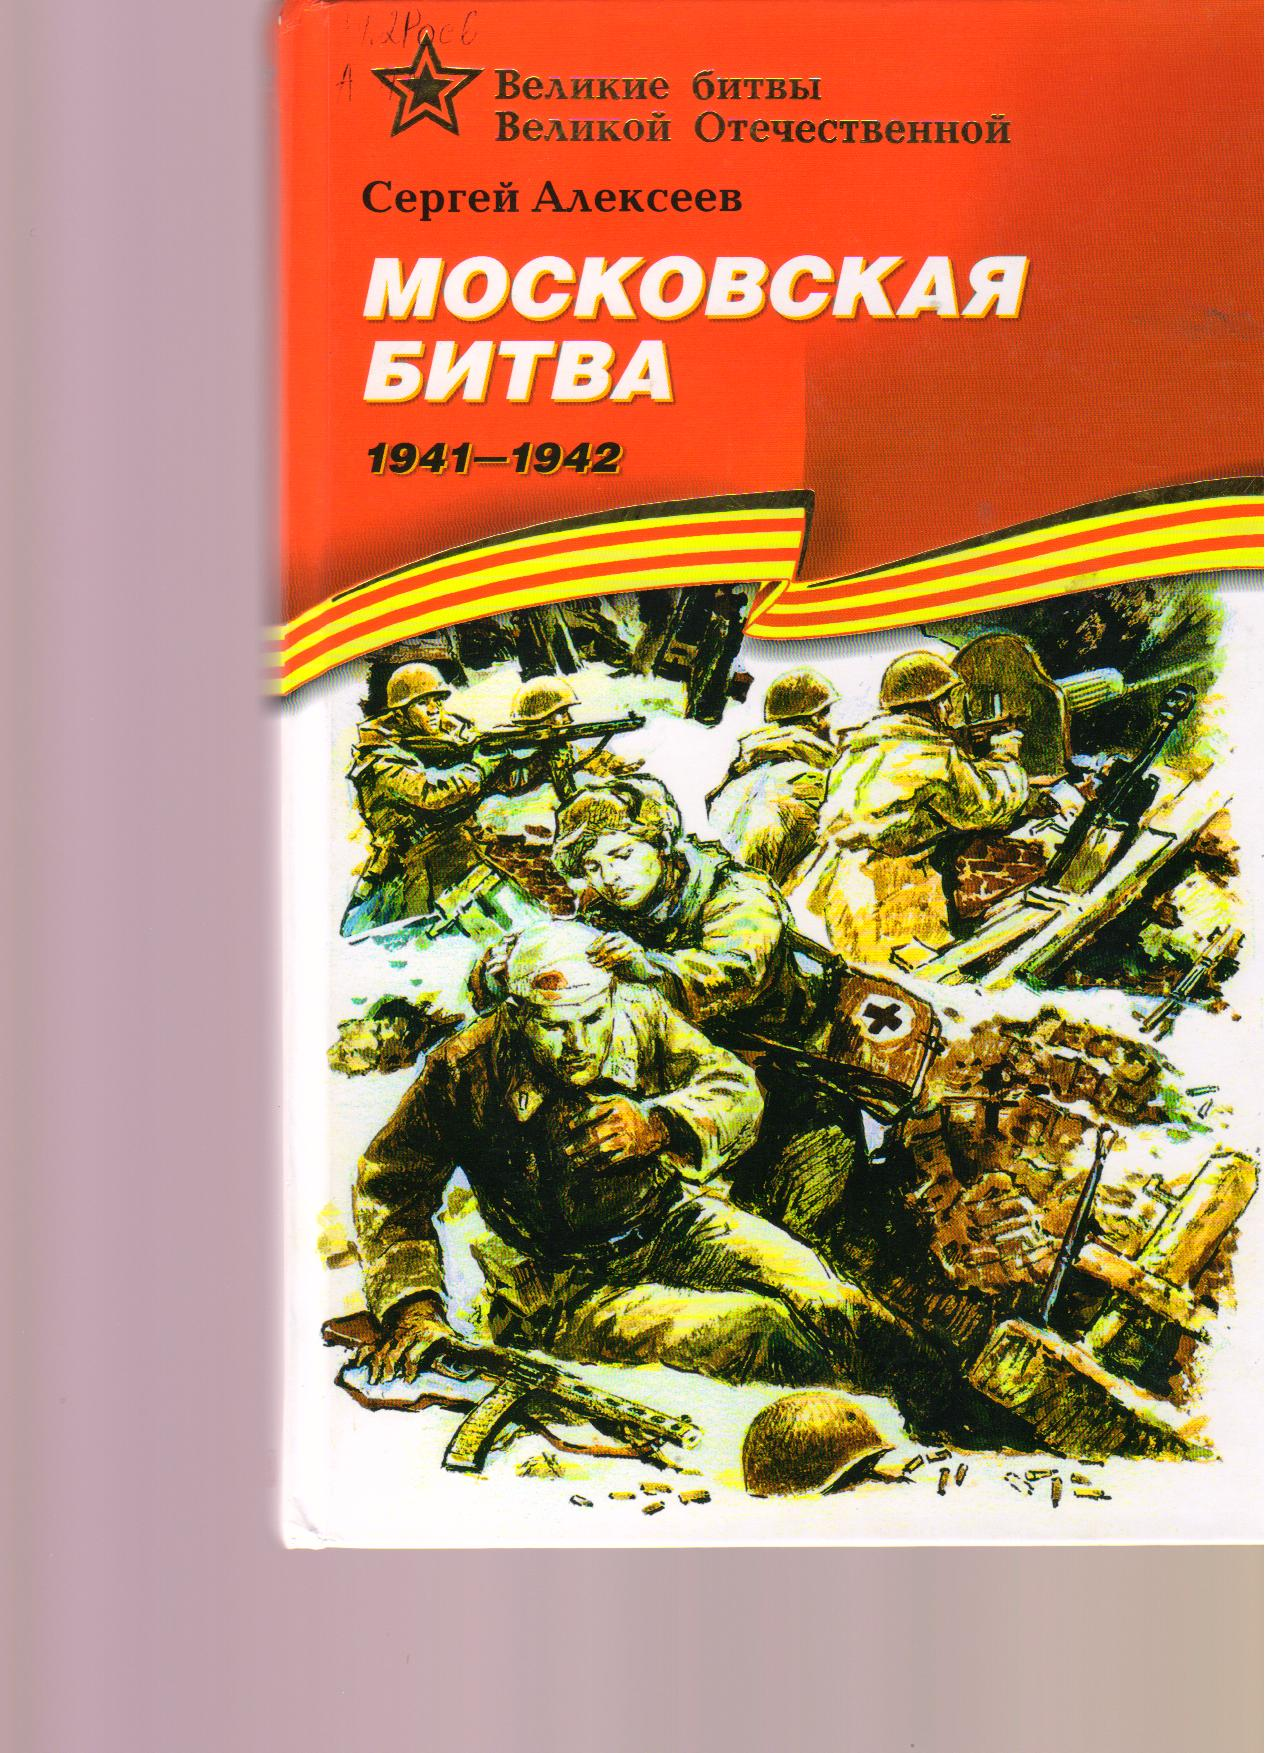 Великие битвы
Великой Отечественной
Сергей Алексеев
МОСКОВСКАЯ
БИТВА
1941–1942